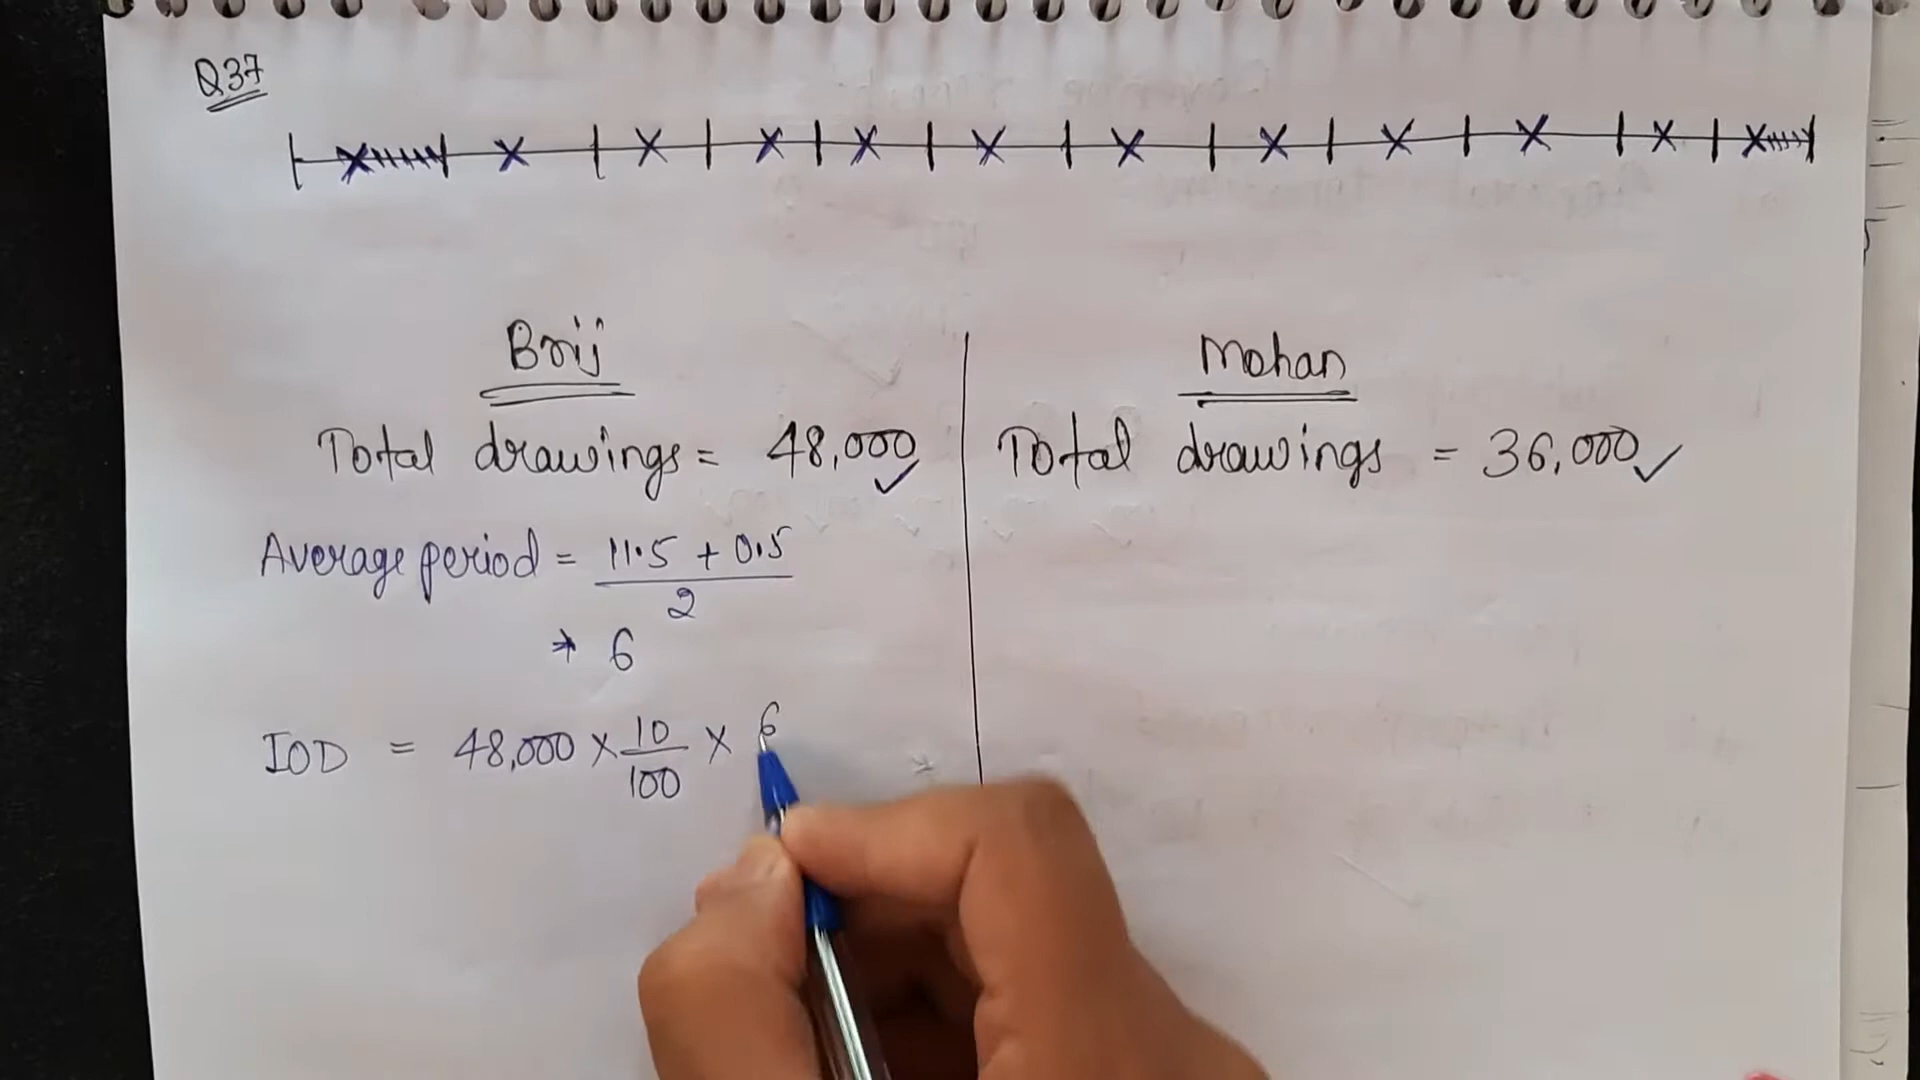 Q37
Brij
Total drawings = 48,000 ✓
Average period = 11.5 + 0.5
2
→ 6
IOD = 48,000 × 10/100 × 6
Mohan
Total drawings = 36,000 ✓